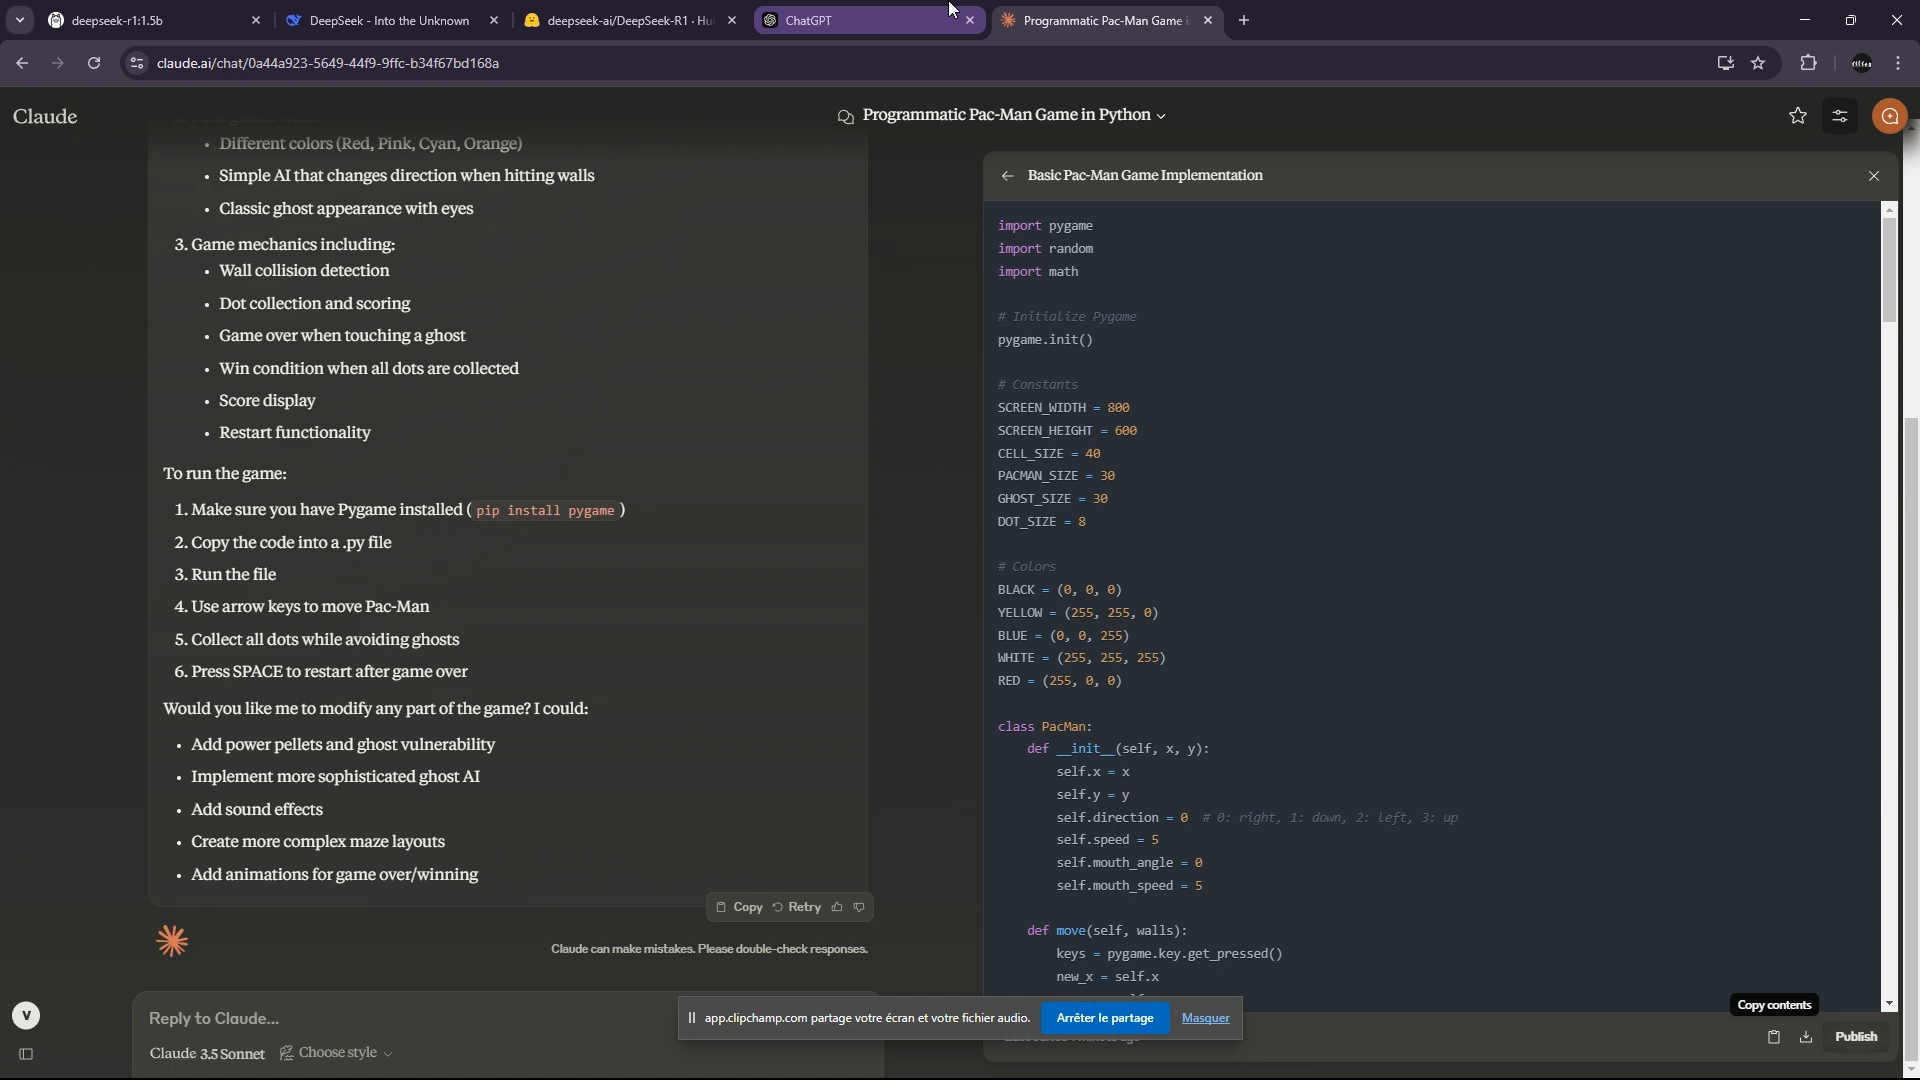 deepseek-r1:1.5b
DeepSeek - Into the Unknown
deepseek-ai/DeepSeek-R1 · Hu
ChatGPT
Programmatic Pac-Man Game i
claude.ai/chat/0a44a923-5649-44f9-9ffc-b34f67bd168a
Claude
Programmatic Pac-Man Game in Python
• Different colors (Red, Pink, Cyan, Orange)
• Simple AI that changes direction when hitting walls
• Classic ghost appearance with eyes
3. Game mechanics including:
• Wall collision detection
• Dot collection and scoring
• Game over when touching a ghost
• Win condition when all dots are collected
• Score display
• Restart functionality
To run the game:
1. Make sure you have Pygame installed ( pip install pygame )
2. Copy the code into a .py file
3. Run the file
4. Use arrow keys to move Pac-Man
5. Collect all dots while avoiding ghosts
6. Press SPACE to restart after game over
Would you like me to modify any part of the game? I could:
• Add power pellets and ghost vulnerability
• Implement more sophisticated ghost AI
• Add sound effects
• Create more complex maze layouts
• Add animations for game over/winning
Copy Retry
Claude can make mistakes. Please double-check responses.
V
Reply to Claude...
Claude 3.5 Sonnet Choose style
Basic Pac-Man Game Implementation
import pygame
import random
import math
# Initialize Pygame
pygame.init()
# Constants
SCREEN_WIDTH = 800
SCREEN_HEIGHT = 600
CELL_SIZE = 40
PACMAN_SIZE = 30
GHOST_SIZE = 30
DOT_SIZE = 8
# Colors
BLACK = (0, 0, 0)
YELLOW = (255, 255, 0)
BLUE = (0, 0, 255)
WHITE = (255, 255, 255)
RED = (255, 0, 0)
class PacMan:
def __init__(self, x, y):
self.x = x
self.y = y
self.direction = 0 # 0: right, 1: down, 2: left, 3: up
self.speed = 5
self.mouth_angle = 0
self.mouth_speed = 5
def move(self, walls):
keys = pygame.key.get_pressed()
new_x = self.x
Copy contents
app.clipchamp.com partage votre écran et votre fichier audio. Arrêter le partage Masquer
Publish